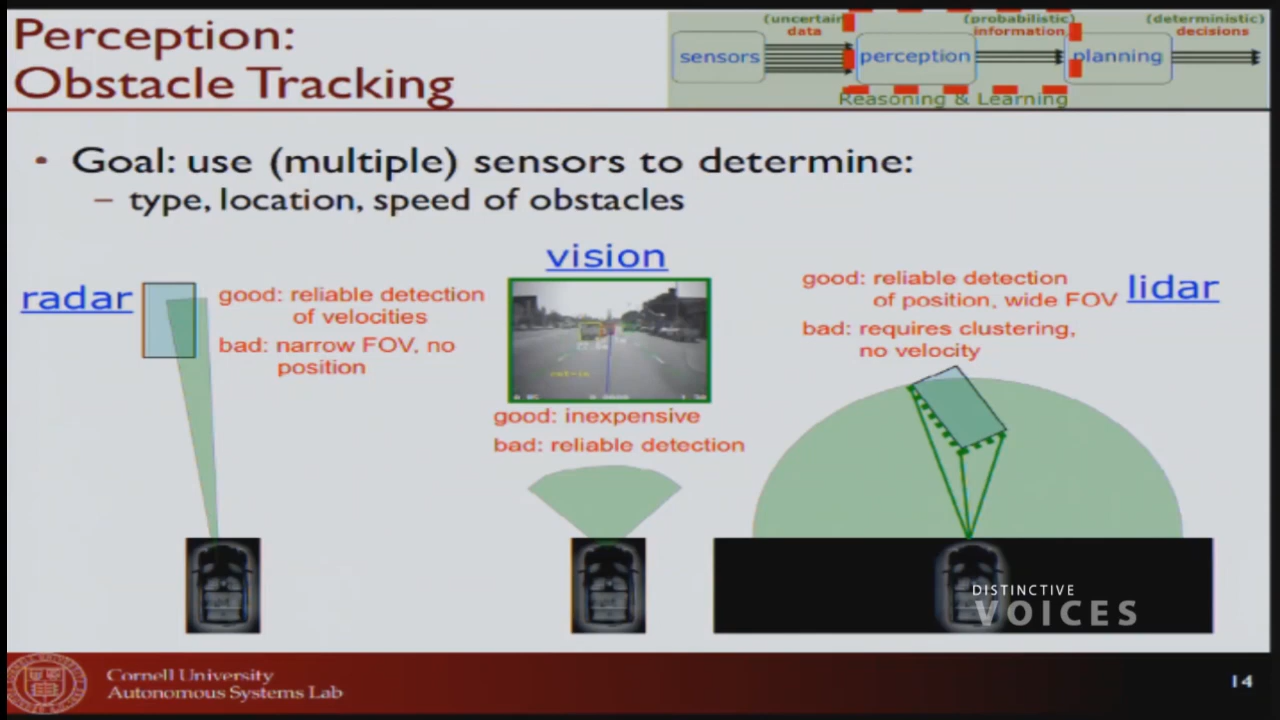 Perception:
Obstacle Tracking
(uncertain
data
(probabilistic)
information
(deterministic)
decisions
sensors
perception
planning
Reasoning & Learning
• Goal: use (multiple) sensors to determine:
– type, location, speed of obstacles
radar
good: reliable detection
of velocities
bad: narrow FOV, no
position
vision
good: inexpensive
bad: reliable detection
lidar
good: reliable detection
of position, wide FOV
bad: requires clustering,
no velocity
DISTINCTIVE
VOICES
Cornell University
Autonomous Systems Lab
14